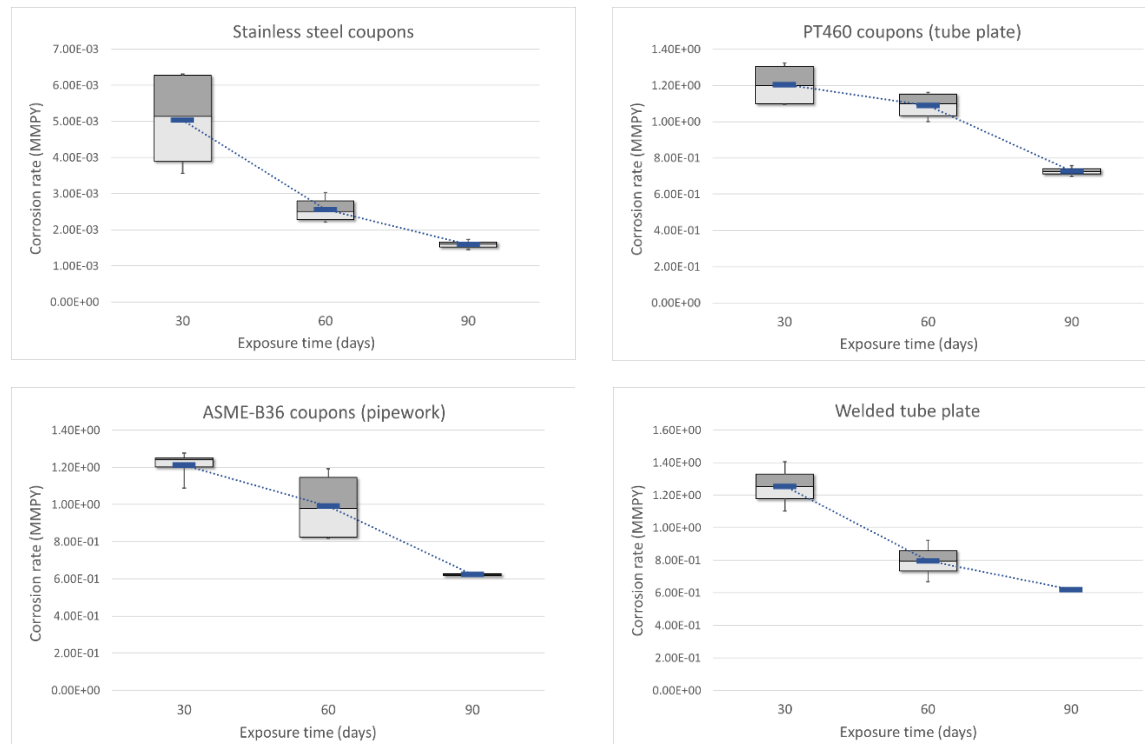 Stainless steel coupons
7.00E-03
6.00E-03
5.00E-03
4.00E-03
3.00E-03
2.00E-03
1.00E-03
0.00E+00
Corrosion rate (MMPY)
30 60 90
Exposure time (days)
PT460 coupons (tube plate)
1.40E+00
1.20E+00
1.00E+00
8.00E-01
6.00E-01
4.00E-01
2.00E-01
0.00E+00
Corrosion rate (MMPY)
30 60 90
Exposure time (days)
ASME-B36 coupons (pipework)
1.40E+00
1.20E+00
1.00E+00
8.00E-01
6.00E-01
4.00E-01
2.00E-01
0.00E+00
Corrosion rate (MMPY)
30 60 90
Exposure time (days)
Welded tube plate
1.60E+00
1.40E+00
1.20E+00
1.00E+00
8.00E-01
6.00E-01
4.00E-01
2.00E-01
0.00E+00
Corrosion rate (MMPY)
30 60 90
Exposure time (days)